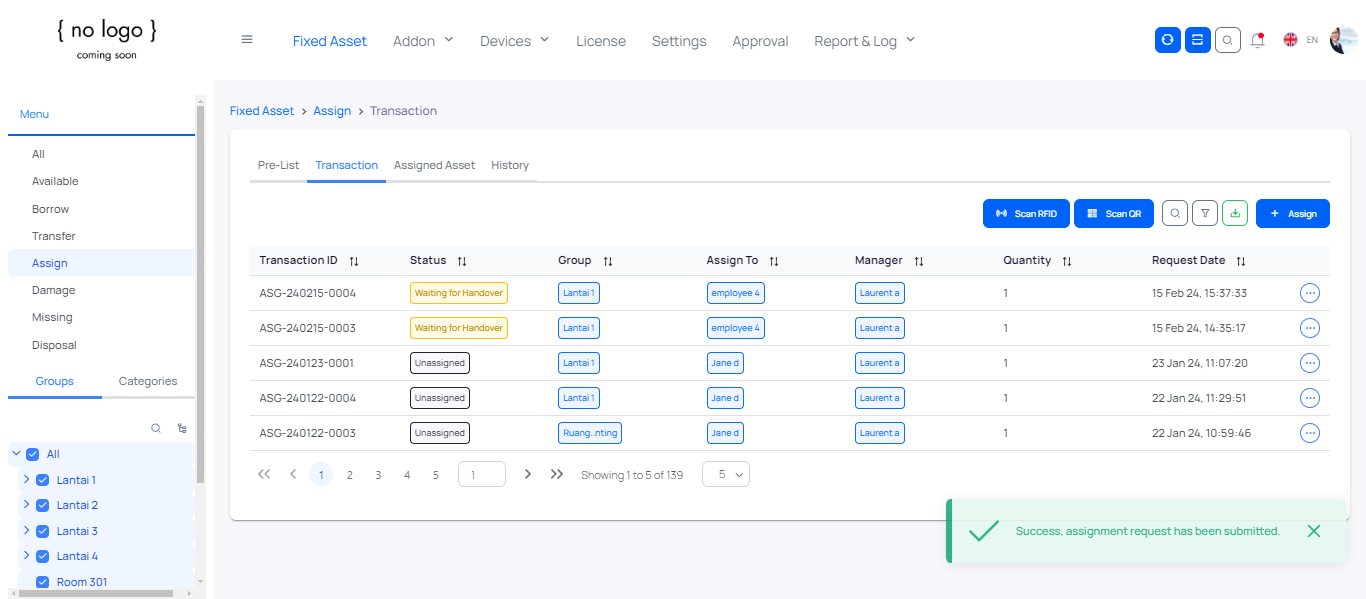 { no logo }
coming soon
Fixed Asset Addon Devices License Settings Approval Report & Log EN
Menu
All
Available
Borrow
Transfer
Assign
Damage
Missing
Disposal
Groups Categories
All
Lantai 1
Lantai 2
Lantai 3
Lantai 4
Room 301
Fixed Asset > Assign > Transaction
Pre-List Transaction Assigned Asset History
Scan RFID Scan QR + Assign
Transaction ID Status Group Assign To Manager Quantity Request Date
ASG-240215-0004 Waiting for Handover Lantai 1 employee 4 Laurent a 1 15 Feb 24, 15:37:33
ASG-240215-0003 Waiting for Handover Lantai 1 employee 4 Laurent a 1 15 Feb 24, 14:35:17
ASG-240123-0001 Unassigned Lantai 1 Jane d Laurent a 1 23 Jan 24, 11:07:20
ASG-240122-0004 Unassigned Lantai 1 Jane d Laurent a 1 22 Jan 24, 11:29:51
ASG-240122-0003 Unassigned Ruang..nting Jane d Laurent a 1 22 Jan 24, 10:59:46
1 2 3 4 5 1 Showing 1 to 5 of 139 5
Success, assignment request has been submitted.